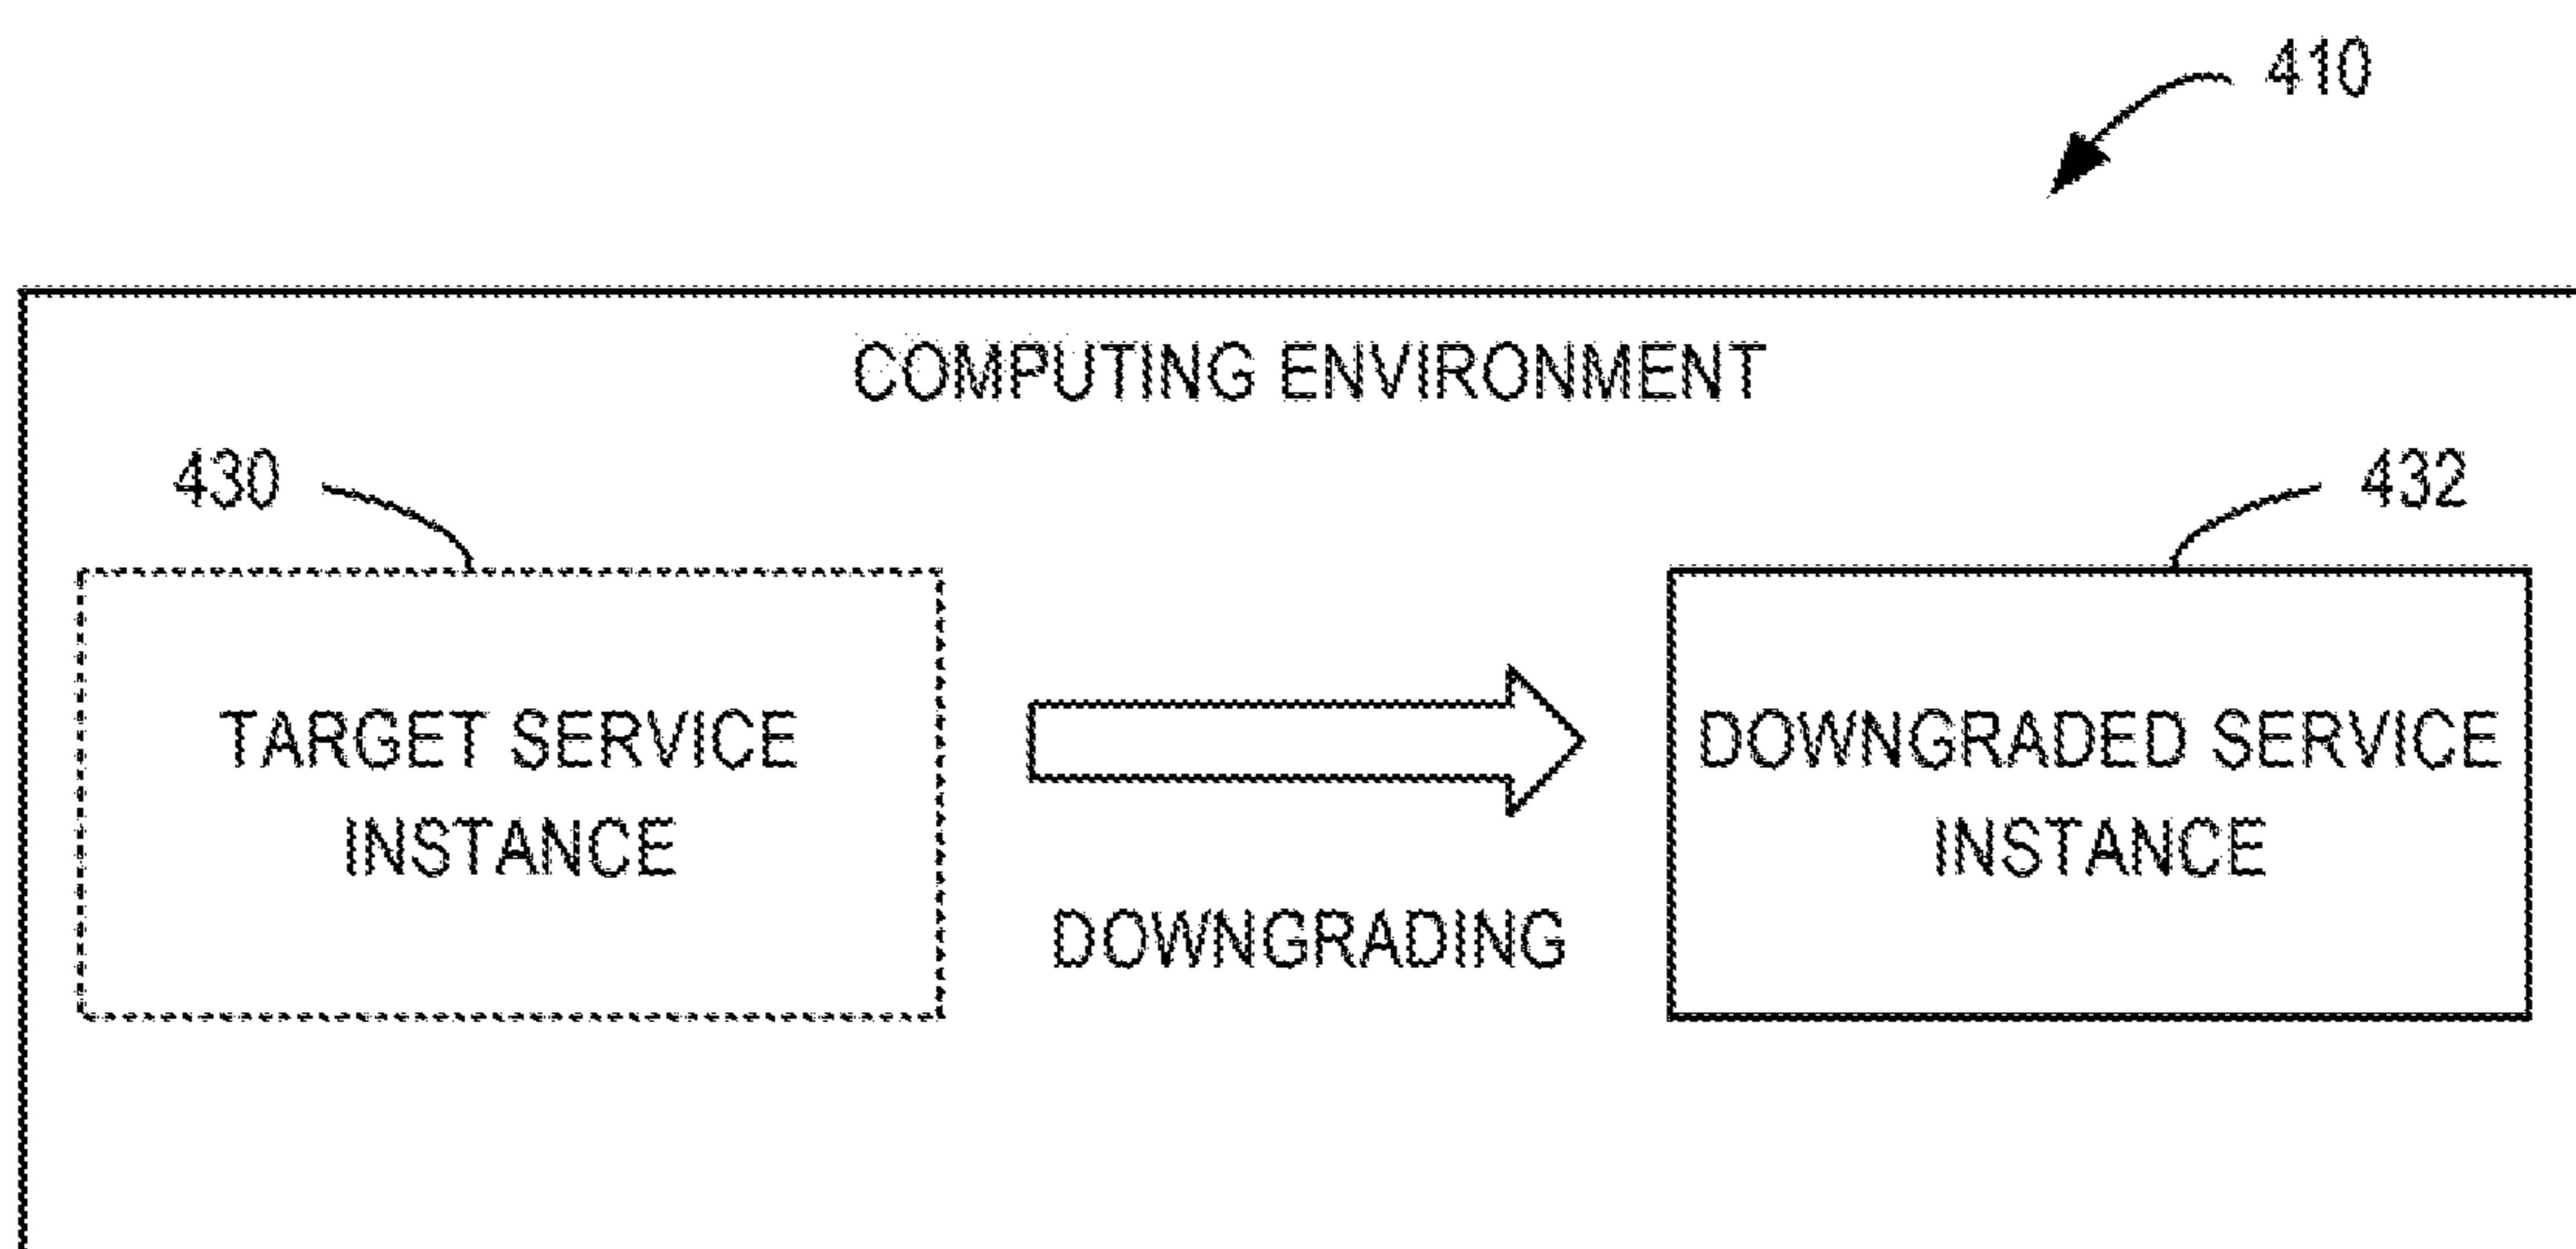 410
COMPUTING ENVIRONMENT
430
432
TARGET SERVICE
INSTANCE
DOWNGRADING
DOWNGRADED SERVICE
INSTANCE